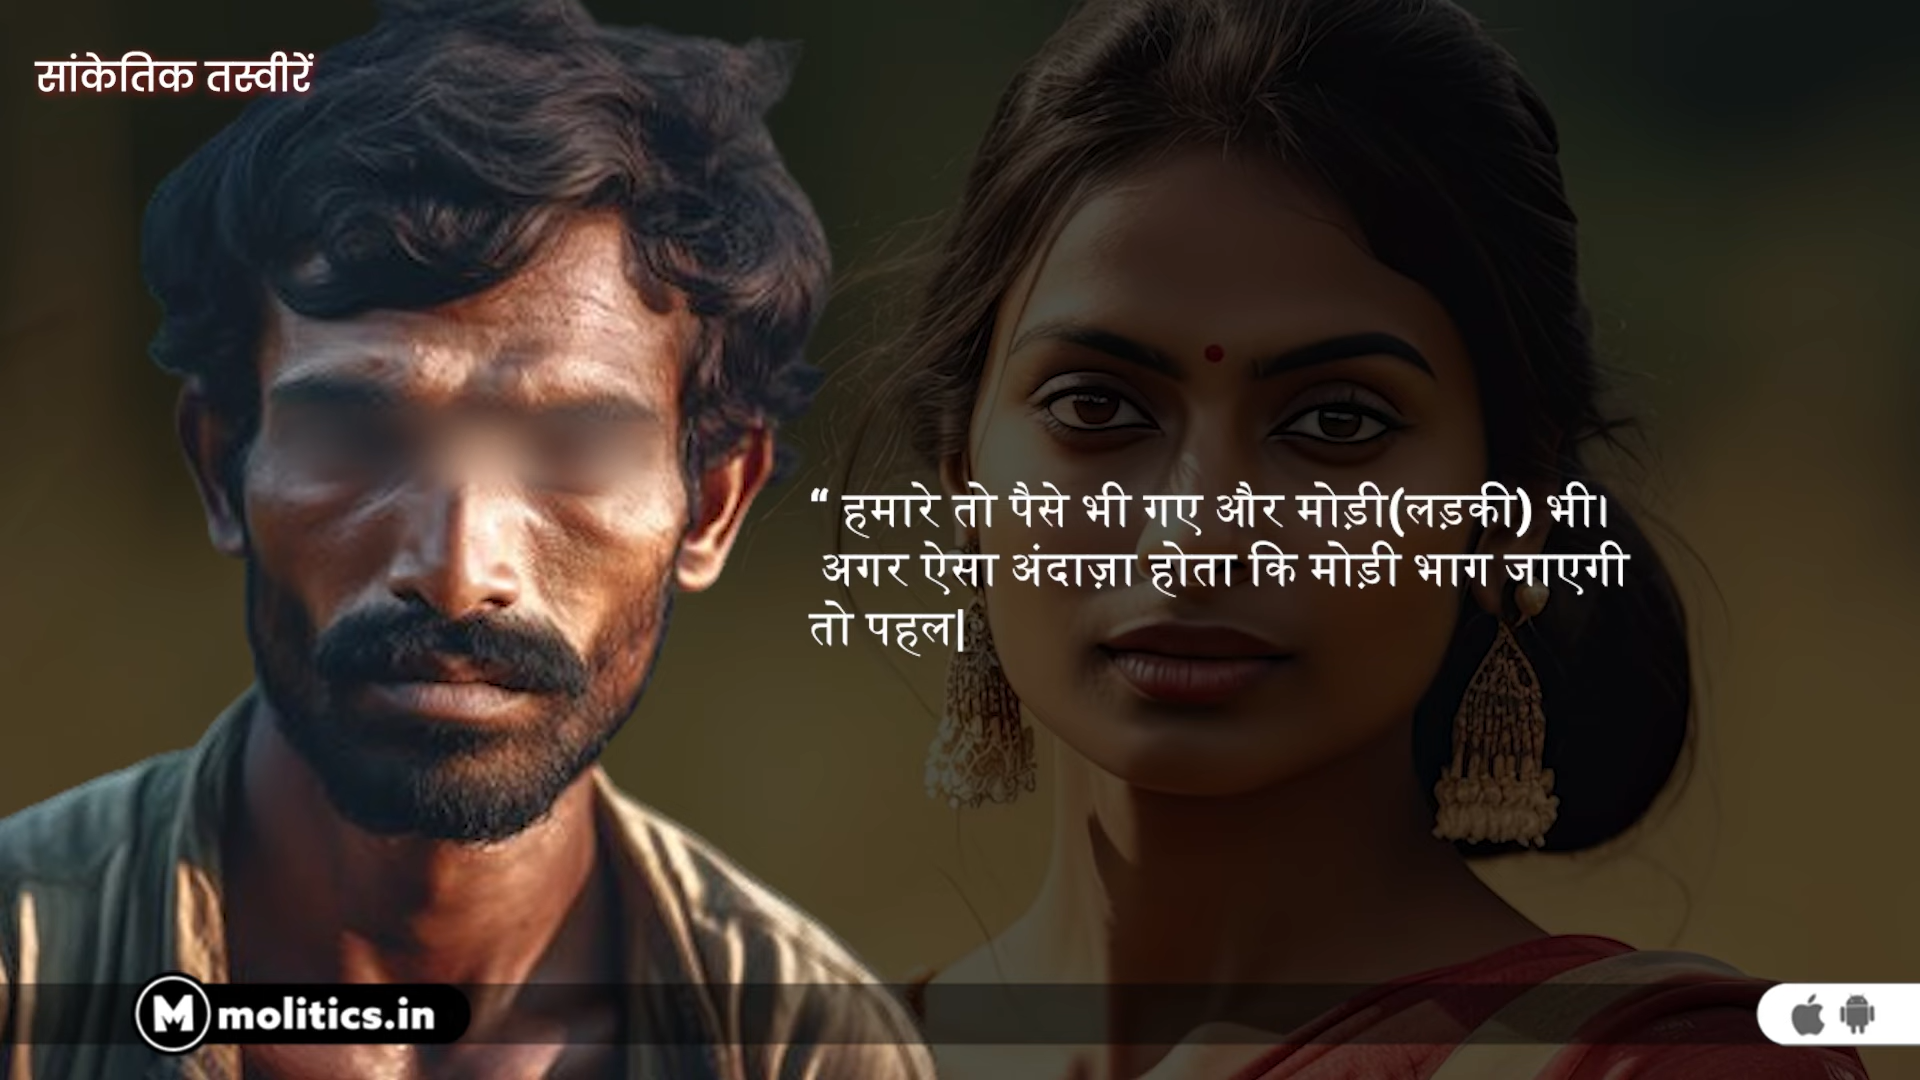 सांकेतिक तस्वीरें
“ हमारे तो पैसे भी गए और मोड़ी(लड़की) भी।
अगर ऐसा अंदाज़ा होता कि मोड़ी भाग जाएगी
तो पहल|
M molitics.in